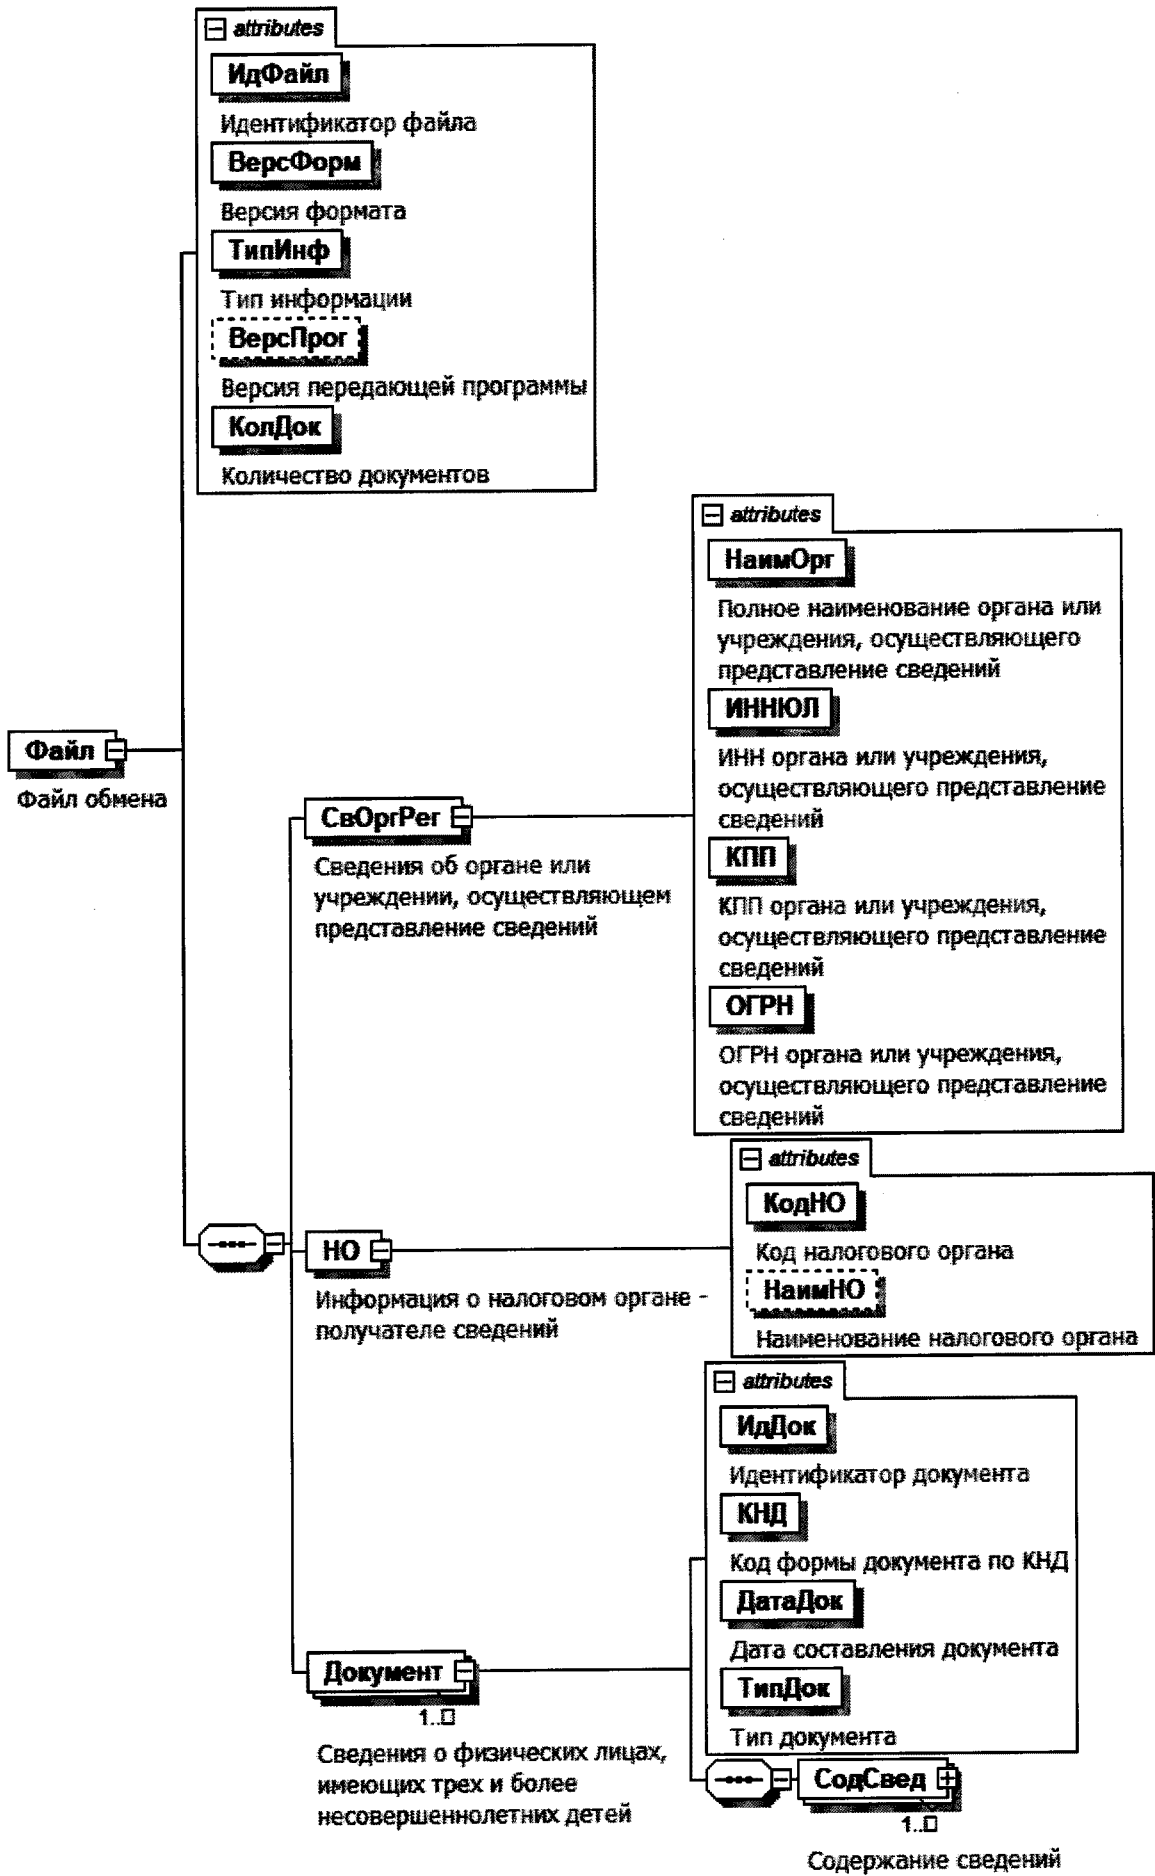 attributes
ИдФайл
Идентификатор файла
ВерсФорм
Версия формата
ТипИнф
Тип информации
ВерсПрог
Версия передающей программы
КолДок
Количество документов
Файл
Файл обмена
СвОргРег
Сведения об органе или
учреждении, осуществляющем
представление сведений
attributes
НаимОрг
Полное наименование органа или
учреждения, осуществляющего
представление сведений
ИННЮЛ
ИНН органа или учреждения,
осуществляющего представление
сведений
КПП
КПП органа или учреждения,
осуществляющего представление
сведений
ОГРН
ОГРН органа или учреждения,
осуществляющего представление
сведений
НО
Информация о налоговом органе -
получателе сведений
attributes
КодНО
Код налогового органа
НаимНО
Наименование налогового органа
Документ
1..□
Сведения о физических лицах,
имеющих трех и более
несовершеннолетних детей
attributes
ИдДок
Идентификатор документа
КНД
Код формы документа по КНД
ДатаДок
Дата составления документа
ТипДок
Тип документа
СодСвед
1..□
Содержание сведений